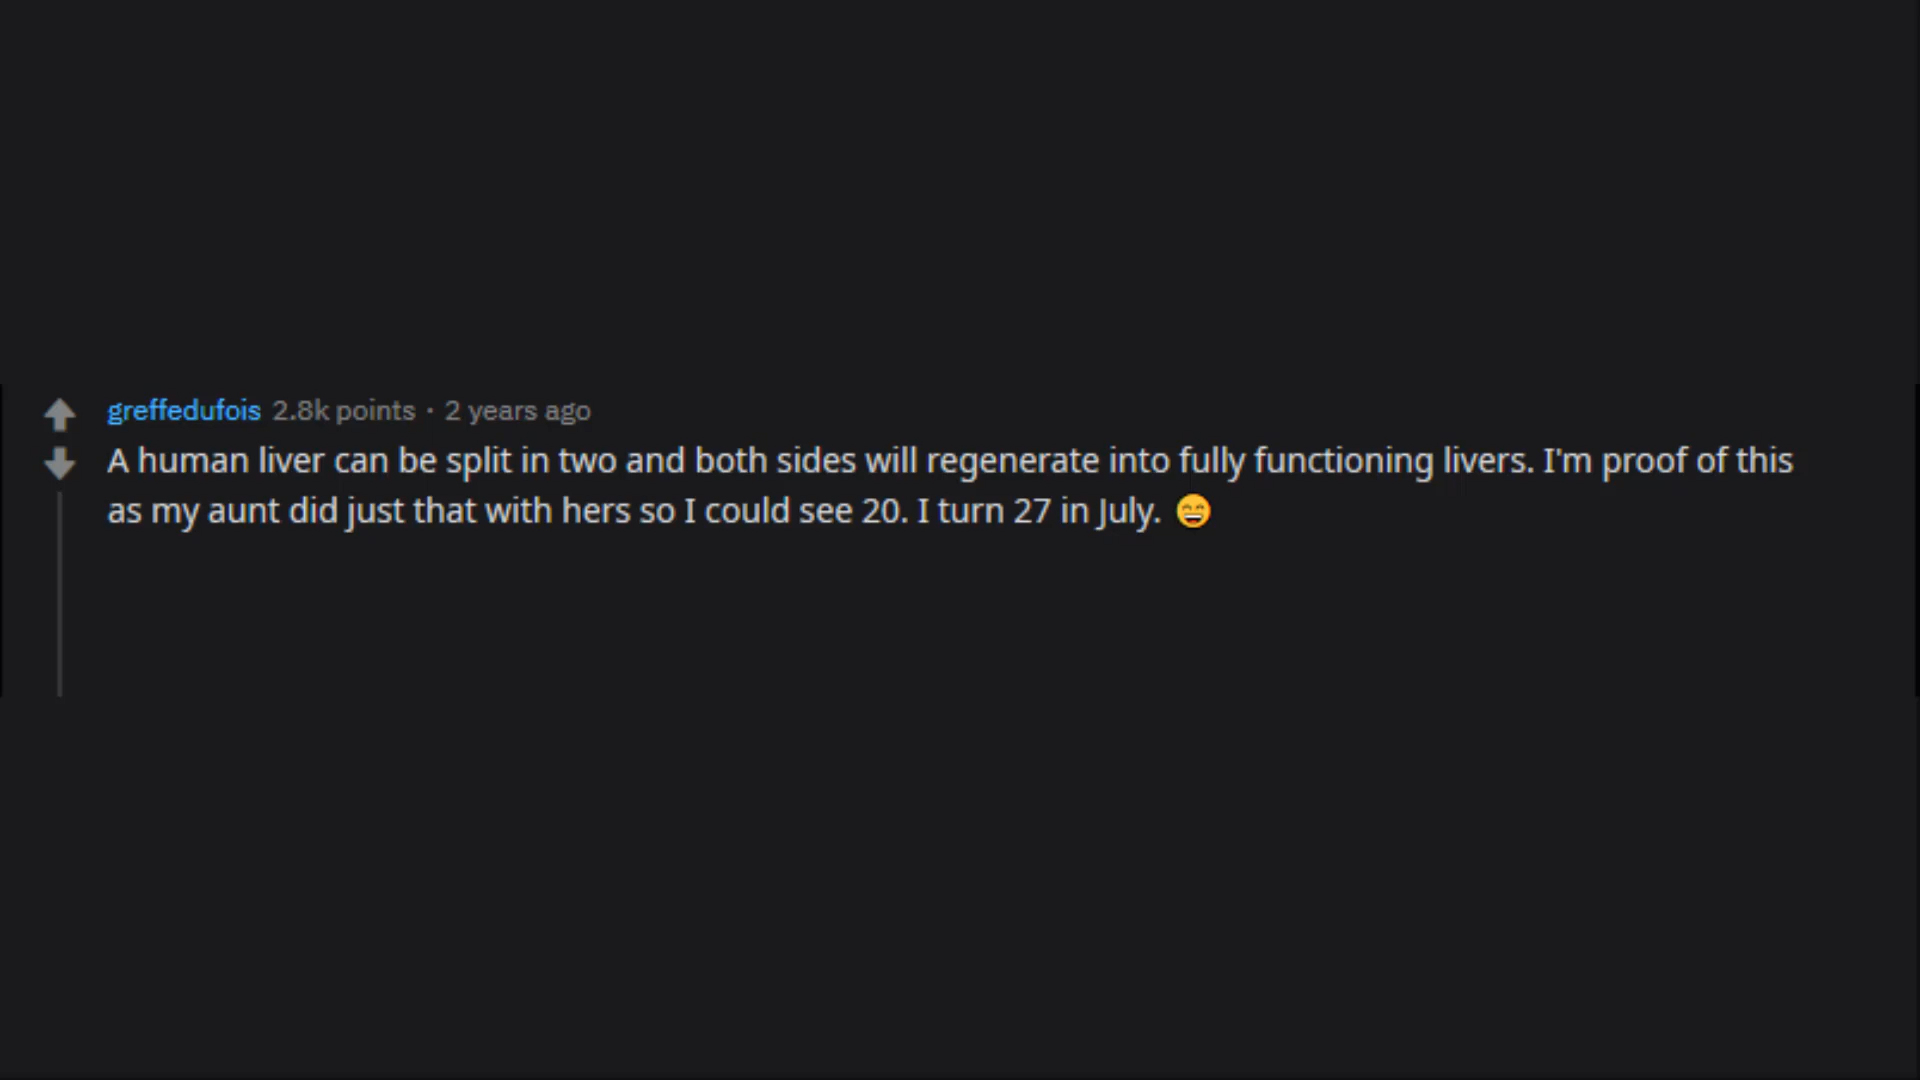 greffedufois 2.8k points · 2 years ago
A human liver can be split in two and both sides will regenerate into fully functioning livers. I'm proof of this
as my aunt did just that with hers so I could see 20. I turn 27 in July. 😄